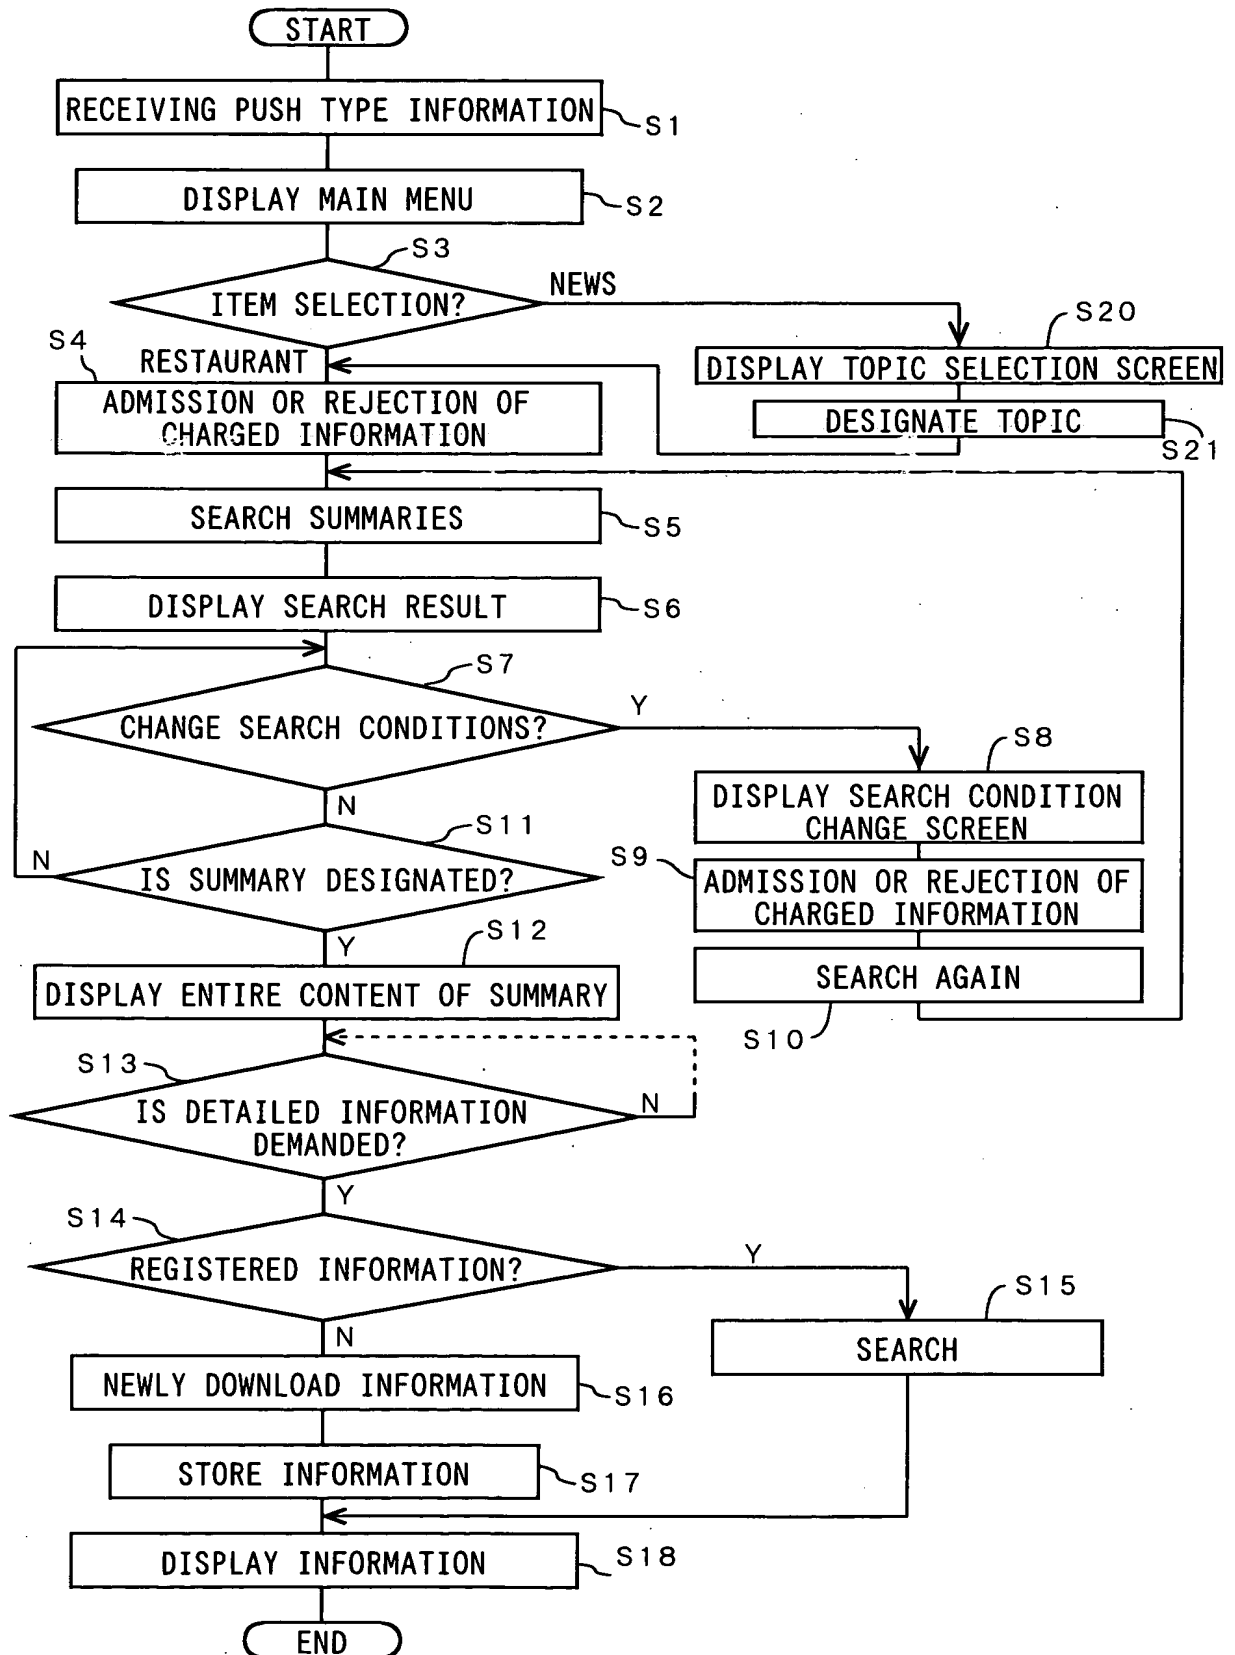 START
RECEIVING PUSH TYPE INFORMATION
S1
DISPLAY MAIN MENU
S2
S3
ITEM SELECTION?
NEWS
S20
DISPLAY TOPIC SELECTION SCREEN
DESIGNATE TOPIC
S21
S4
RESTAURANT
ADMISSION OR REJECTION OF
CHARGED INFORMATION
SEARCH SUMMARIES
S5
DISPLAY SEARCH RESULT
S6
S7
CHANGE SEARCH CONDITIONS?
Y
N
S8
DISPLAY SEARCH CONDITION
CHANGE SCREEN
S9
ADMISSION OR REJECTION OF
CHARGED INFORMATION
SEARCH AGAIN
S10
S11
N
IS SUMMARY DESIGNATED?
Y
S12
DISPLAY ENTIRE CONTENT OF SUMMARY
S13
IS DETAILED INFORMATION
DEMANDED?
N
Y
S14
REGISTERED INFORMATION?
Y
N
S15
SEARCH
NEWLY DOWNLOAD INFORMATION
S16
STORE INFORMATION
S17
DISPLAY INFORMATION
S18
END